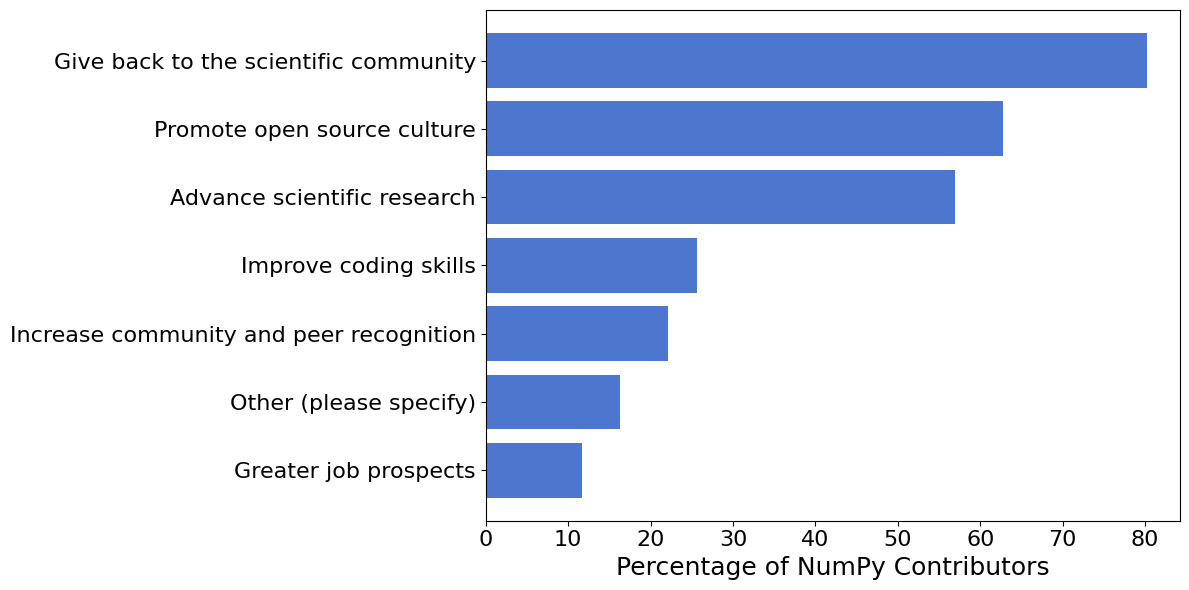 Give back to the scientific community
Promote open source culture
Advance scientific research
Improve coding skills
Increase community and peer recognition
Other (please specify)
Greater job prospects
0 10 20 30 40 50 60 70 80
Percentage of NumPy Contributors